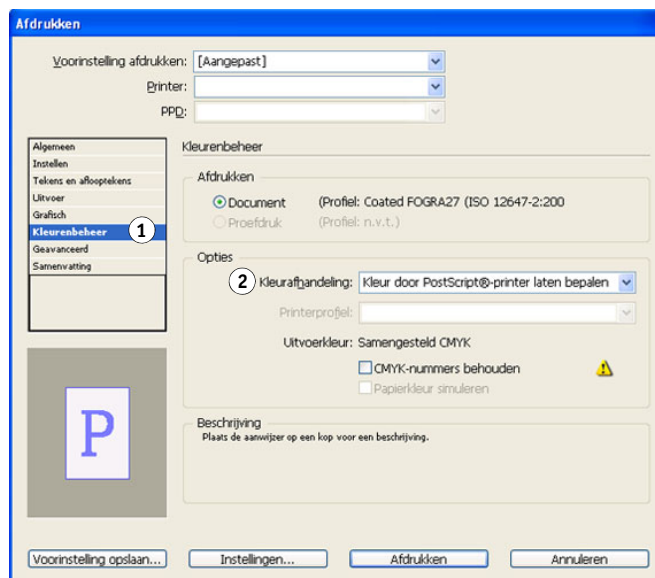 Afdrukken
Voorinstelling afdrukken: [Aangepast]
Printer:
PPD:
Algemeen
Instellen
Tekens en aflooptekens
Uitvoer
Grafisch
Kleurenbeheer 1
Geavanceerd
Samenvatting
Kleurenbeheer
Afdrukken
Document (Profiel: Coated FOGRA27 (ISO 12647-2:200
Proefdruk (Profiel: n.v.t.)
Opties
2 Kleurafhandeling: Kleur door PostScript®-printer laten bepalen
Printerprofiel:
Uitvoerkleur: Samengesteld CMYK
CMYK-nummers behouden
Papierkleur simuleren
P
Beschrijving
Plaats de aanwijzer op een kop voor een beschrijving.
Voorinstelling opslaan... Instellingen... Afdrukken Annuleren